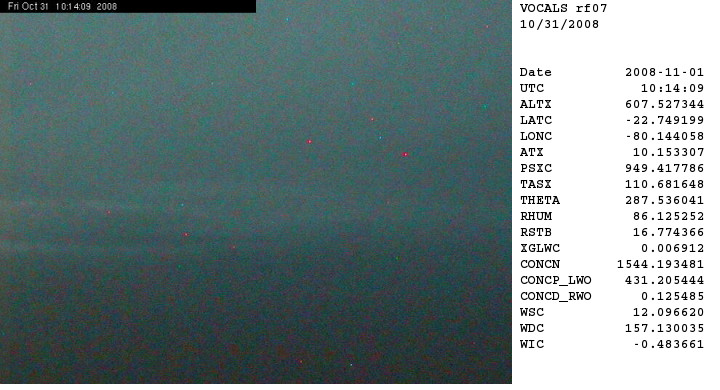 Fri Oct 31 10:14:09 2008
VOCALS rf07
10/31/2008
Date 2008-11-01
UTC 10:14:09
ALTX 607.527344
LATC -22.749199
LONC -80.144058
ATX 10.153307
PSXC 949.417786
TASX 110.681648
THETA 287.536041
RHUM 86.125252
RSTB 16.774366
XGLWC 0.006912
CONCN 1544.193481
CONCP_LWO 431.205444
CONCD_RWO 0.125485
WSC 12.096620
WDC 157.130035
WIC -0.483661